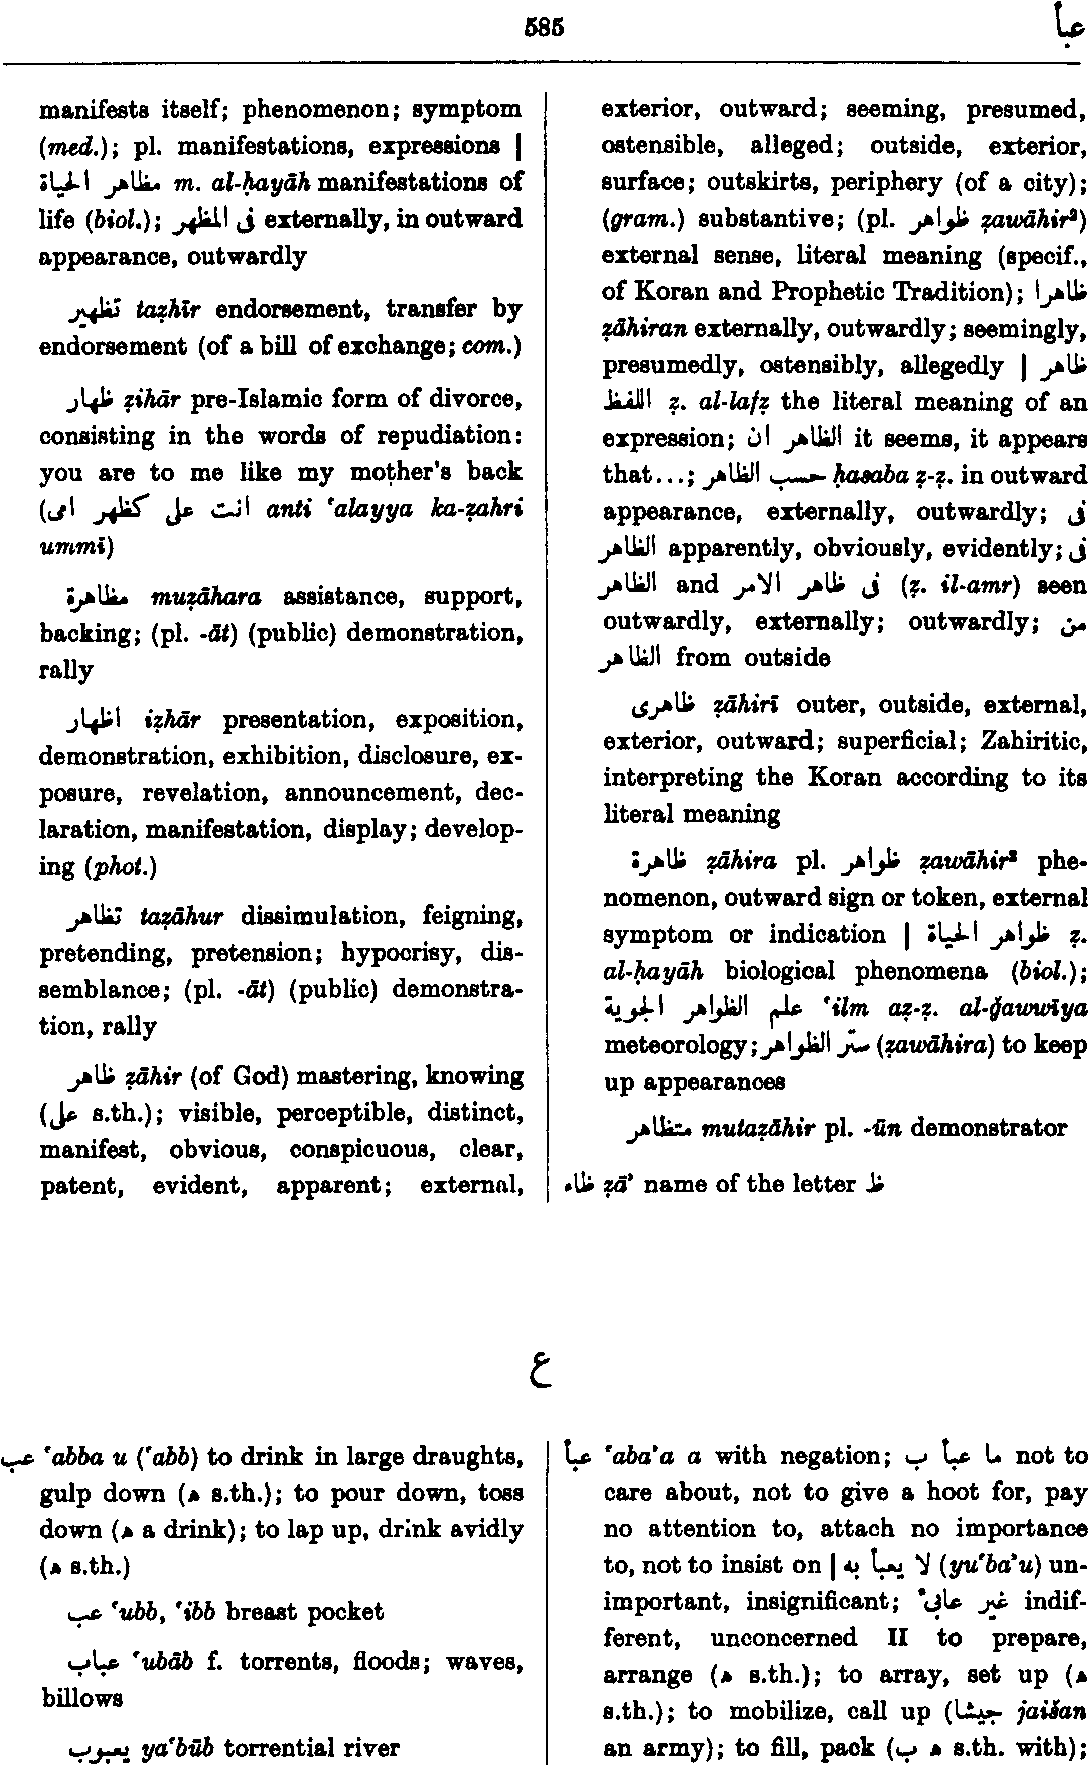 585
عبأ
manifests itself; phenomenon; symptom
(med.); pl. manifestations, expressions |
مظاهر الحياة m. al-ḥayāh manifestations of
life (biol.); فى المظهر externally, in outward
appearance, outwardly
تظهير taẓhīr endorsement, transfer by
endorsement (of a bill of exchange; com.)
ظهار ẓihār pre-Islamic form of divorce,
consisting in the words of repudiation:
you are to me like my mother's back
(انت على كظهر امى anti ‘alayya ka-ẓahri
ummī)
مظاهرة muẓāhara assistance, support,
backing; (pl. -āt) (public) demonstration,
rally
اظهار iẓhār presentation, exposition,
demonstration, exhibition, disclosure, ex-
posure, revelation, announcement, dec-
laration, manifestation, display; develop-
ing (phot.)
تظاهر taẓāhur dissimulation, feigning,
pretending, pretension; hypocrisy, dis-
semblance; (pl. -āt) (public) demonstra-
tion, rally
ظاهر ẓāhir (of God) mastering, knowing
(على s.th.); visible, perceptible, distinct,
manifest, obvious, conspicuous, clear,
patent, evident, apparent; external,
exterior, outward; seeming, presumed,
ostensible, alleged; outside, exterior,
surface; outskirts, periphery (of a city);
(gram.) substantive; (pl. ظواهر ẓawāhir²)
external sense, literal meaning (specif.,
of Koran and Prophetic Tradition); ظاهرا
ẓāhiran externally, outwardly; seemingly,
presumedly, ostensibly, allegedly | ظاهر
اللفظ ẓ. al-lafẓ the literal meaning of an
expression; الظاهر ان it seems, it appears
that...; حسب الظاهر ḥasaba ẓ-ẓ. in outward
appearance, externally, outwardly; فى
الظاهر apparently, obviously, evidently; فى
الظاهر and فى ظاهر الامر (ẓ. il-amr) seen
outwardly, externally; outwardly; من
الظاهر from outside
ظاهرى ẓāhirī outer, outside, external,
exterior, outward; superficial; Zahiritic,
interpreting the Koran according to its
literal meaning
ظاهرة ẓāhira pl. ظواهر ẓawāhir² phe-
nomenon, outward sign or token, external
symptom or indication | ظواهر الحياة ẓ.
al-ḥayāh biological phenomena (biol.);
علم الظواهر الجوية ‘ilm aẓ-ẓ. al-ǧawwīya
meteorology; ستر الظواهر (ẓawāhira) to keep
up appearances
متظاهر mutaẓāhir pl. -ūn demonstrator
ظاء ẓā’ name of the letter ظ
ع
عب ‘abba u (‘abb) to drink in large draughts,
gulp down (ه s.th.); to pour down, toss
down (ه a drink); to lap up, drink avidly
(ه s.th.)
عب ‘ubb, ‘ibb breast pocket
عباب ‘ubāb f. torrents, floods; waves,
billows
يعبوب ya‘būb torrential river
عبأ ‘aba’a a with negation; ما عبأ ب not to
care about, not to give a hoot for, pay
no attention to, attach no importance
to, not to insist on | لا يعبأ به (yu‘ba’u) un-
important, insignificant; غير عابئ indif-
ferent, unconcerned II to prepare,
arrange (ه s.th.); to array, set up (ه
s.th.); to mobilize, call up (جيشا jaišan
an army); to fill, pack (ه ب s.th. with);